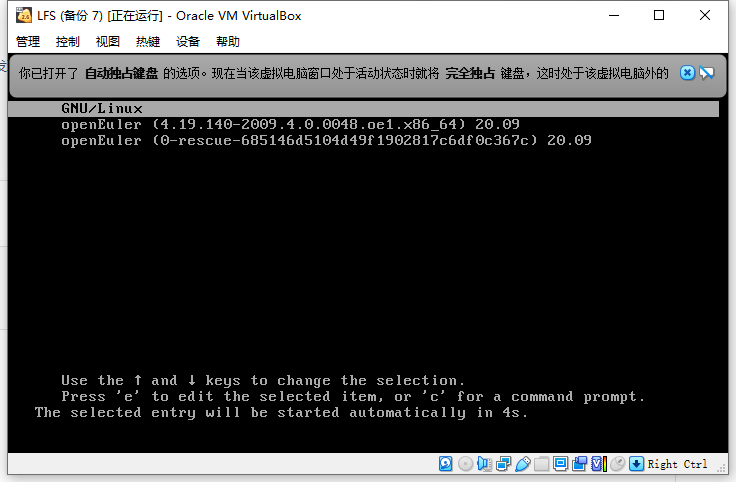 LFS (备份 7) [正在运行] - Oracle VM VirtualBox
管理 控制 视图 热键 设备 帮助
你已打开了 自动独占键盘 的选项。现在当该虚拟电脑窗口处于活动状态时就将 完全独占 键盘，这时处于该虚拟电脑外的
GNU/Linux
openEuler (4.19.140-2009.4.0.0048.oe1.x86_64) 20.09
openEuler (0-rescue-685146d5104d49f1902817c6df0c367c) 20.09
Use the ↑ and ↓ keys to change the selection.
Press 'e' to edit the selected item, or 'c' for a command prompt.
The selected entry will be started automatically in 4s.
Right Ctrl